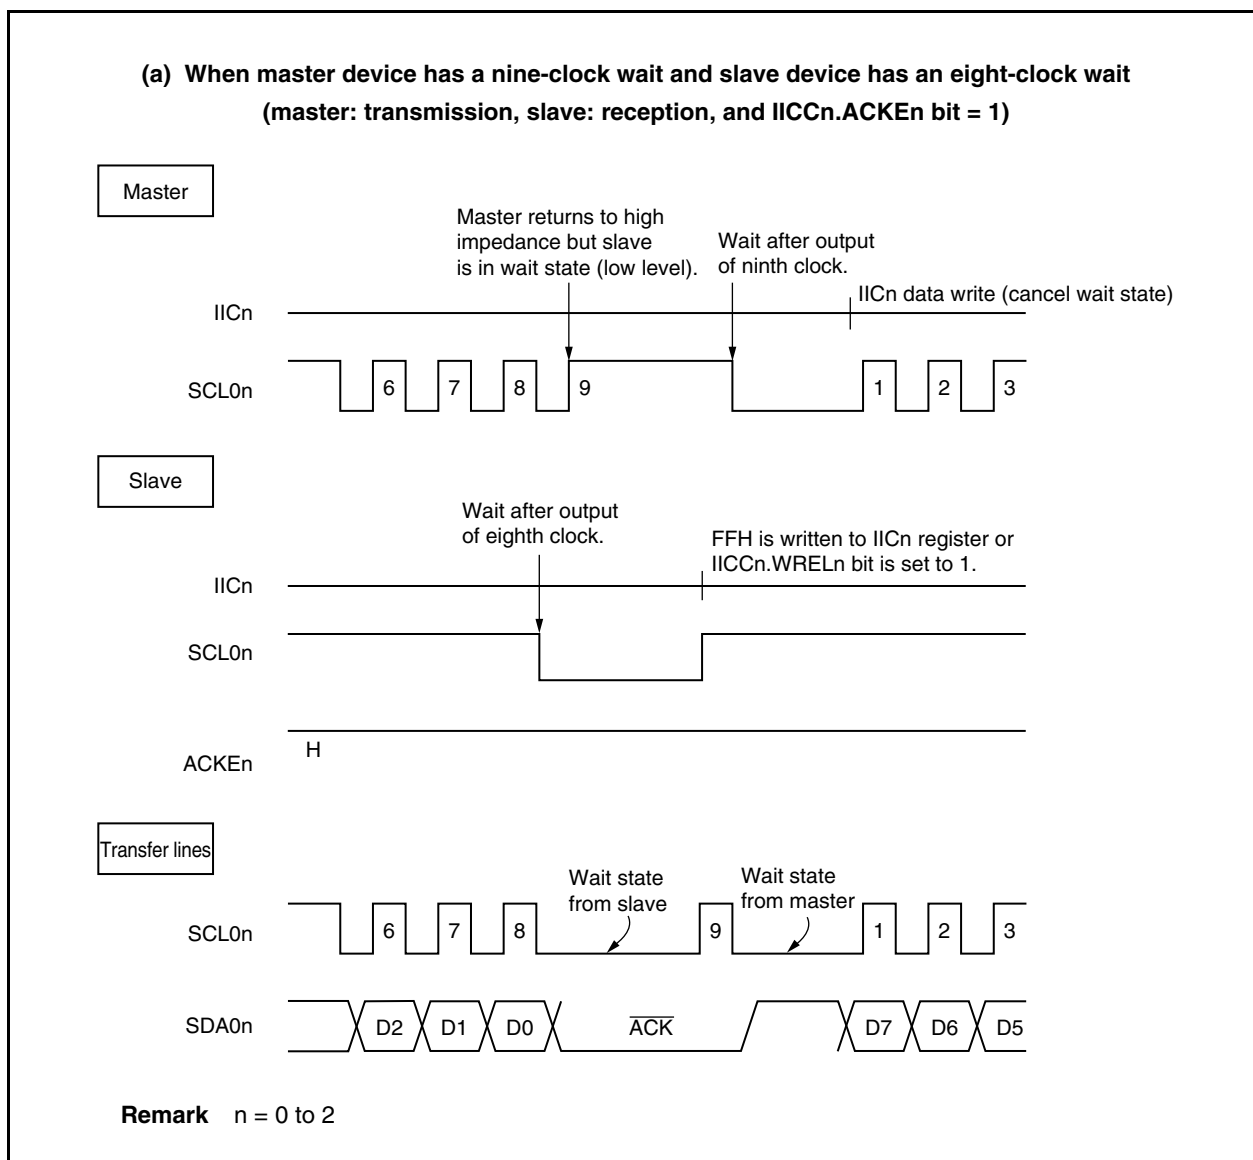 (a) When master device has a nine-clock wait and slave device has an eight-clock wait
(master: transmission, slave: reception, and IICCn.ACKEn bit = 1)
Master
Master returns to high
impedance but slave
is in wait state (low level).
Wait after output
of ninth clock.
IICn data write (cancel wait state)
IICn
SCL0n
6 7 8 9 1 2 3
Slave
Wait after output
of eighth clock.
FFH is written to IICn register or
IICCn.WRELn bit is set to 1.
IICn
SCL0n
H
ACKEn
Transfer lines
Wait state
from slave
Wait state
from master
SCL0n
6 7 8 9 1 2 3
SDA0n
D2 D1 D0 A̅C̅K̅ D7 D6 D5
Remark n = 0 to 2